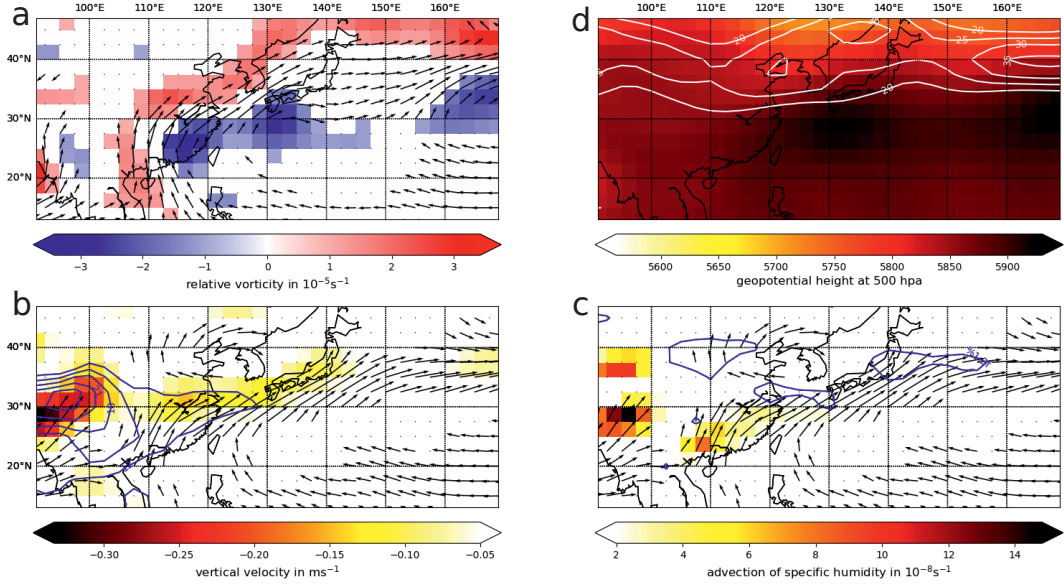 a
100°E 110°E 120°E 130°E 140°E 150°E 160°E
40°N
30°N
20°N
−3 −2 −1 0 1 2 3
relative vorticity in 10⁻⁵s⁻¹
d
100°E 110°E 120°E 130°E 140°E 150°E 160°E
20 25 30 35 20
5600 5650 5700 5750 5800 5850 5900
geopotential height at 500 hpa
b
40°N
30°N
20°N
−0.30 −0.25 −0.20 −0.15 −0.10 −0.05
vertical velocity in ms⁻¹
c
40°N
30°N
20°N
2 4 6 8 10 12 14
advection of specific humidity in 10⁻⁸s⁻¹